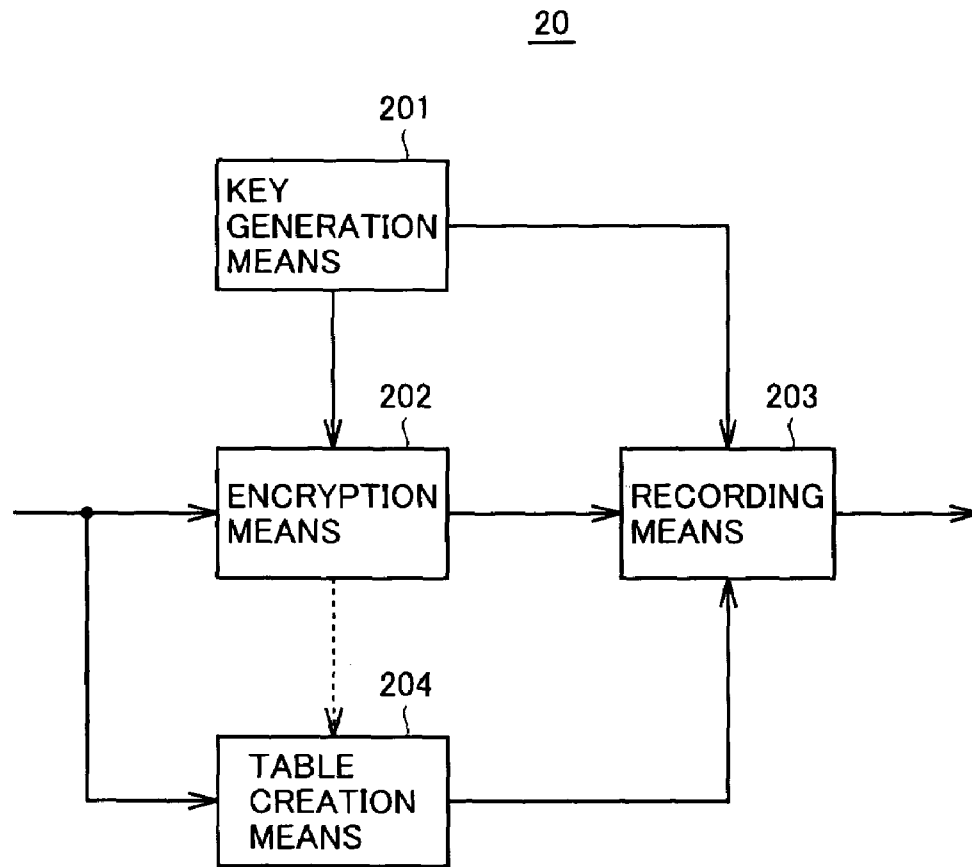 20
201
KEY
GENERATION
MEANS
202
ENCRYPTION
MEANS
203
RECORDING
MEANS
204
TABLE
CREATION
MEANS